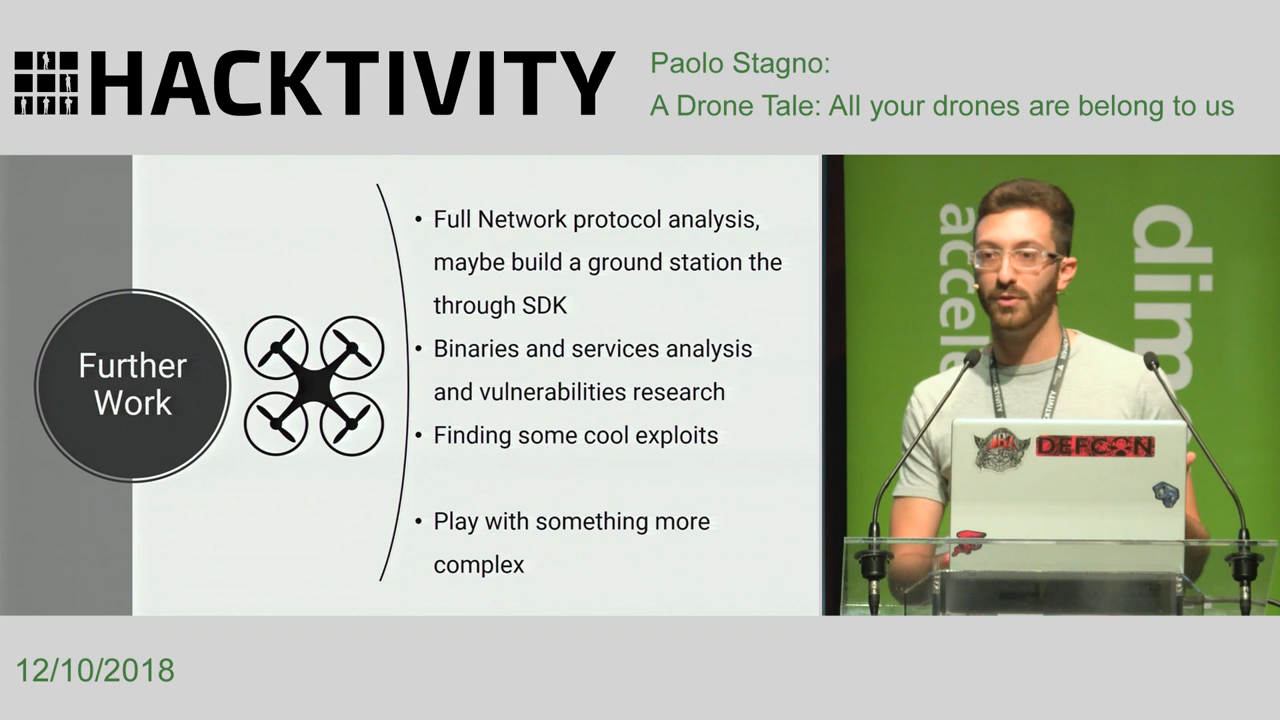 HACKTIVITY
Paolo Stagno:
A Drone Tale: All your drones are belong to us
Further
Work
• Full Network protocol analysis,
maybe build a ground station the
through SDK
• Binaries and services analysis
and vulnerabilities research
• Finding some cool exploits
• Play with something more
complex
accele
dim
DEFCON
12/10/2018